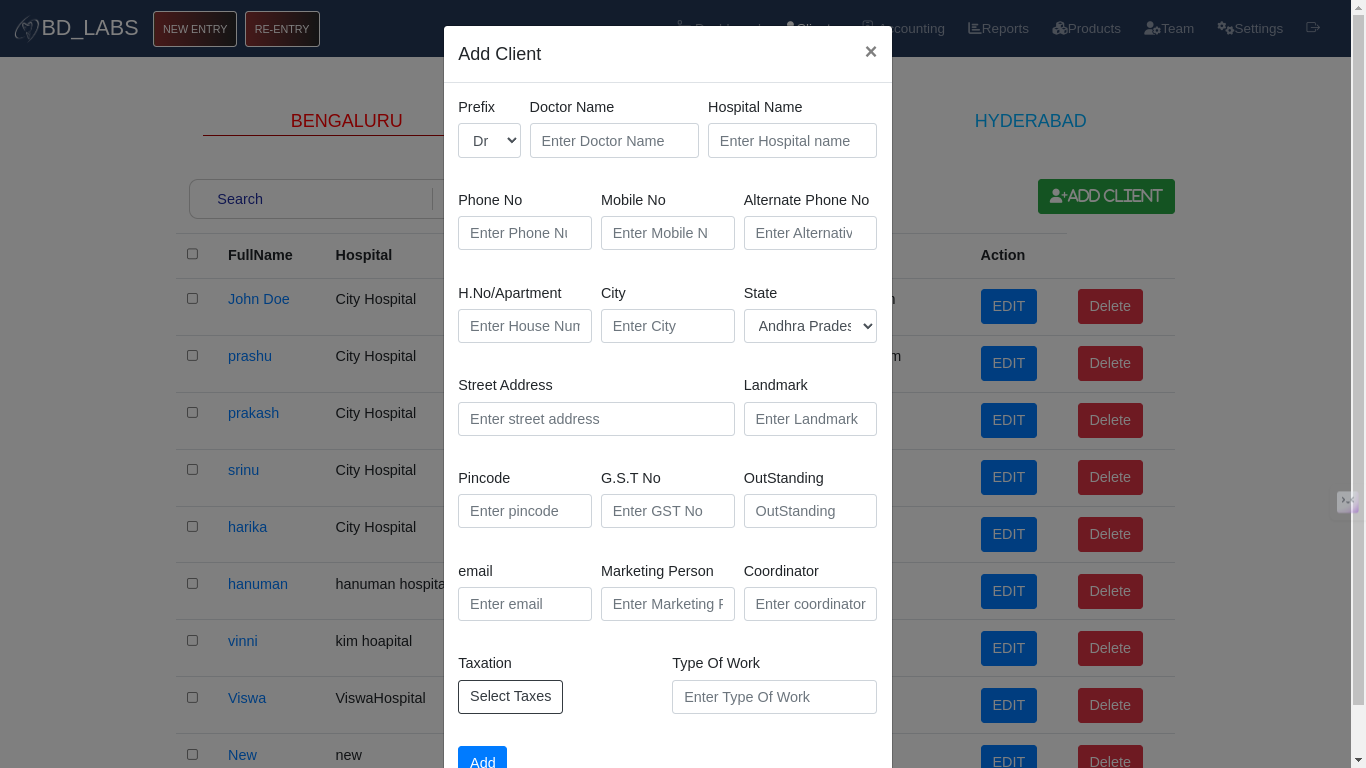 BD_LABS NEW ENTRY RE-ENTRY Reports Products Team Settings
Add Client ×
BENGALURU HYDERABAD
Prefix Doctor Name Hospital Name
Dr Enter Doctor Name Enter Hospital name
Search ADD CLIENT
Phone No Mobile No Alternate Phone No
Enter Phone Nu Enter Mobile N Enter Alternativ
FullName Hospital Action
H.No/Apartment City State
John Doe City Hospital EDIT Delete
Enter House Num Enter City Andhra Prades
prashu City Hospital EDIT Delete
Street Address Landmark
prakash City Hospital EDIT Delete
Enter street address Enter Landmark
srinu City Hospital EDIT Delete
Pincode G.S.T No OutStanding
Enter pincode Enter GST No OutStanding
harika City Hospital EDIT Delete
email Marketing Person Coordinator
hanuman hanuman hospita EDIT Delete
Enter email Enter Marketing P Enter coordinator
vinni kim hoapital EDIT Delete
Taxation Type Of Work
Select Taxes Enter Type Of Work
Viswa ViswaHospital EDIT Delete
New new EDIT Delete
Add